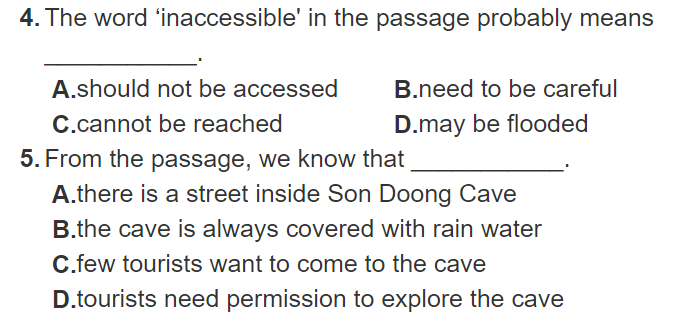 4. The word ‘inaccessible' in the passage probably means
____________.
A.should not be accessed B.need to be careful
C.cannot be reached D.may be flooded
5. From the passage, we know that ____________.
A.there is a street inside Son Doong Cave
B.the cave is always covered with rain water
C.few tourists want to come to the cave
D.tourists need permission to explore the cave